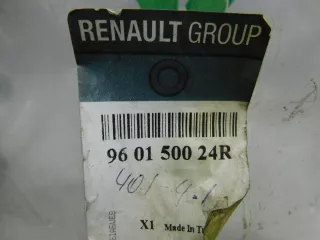 RENAULT GROUP
96 01 500 24R
X1 Made In T